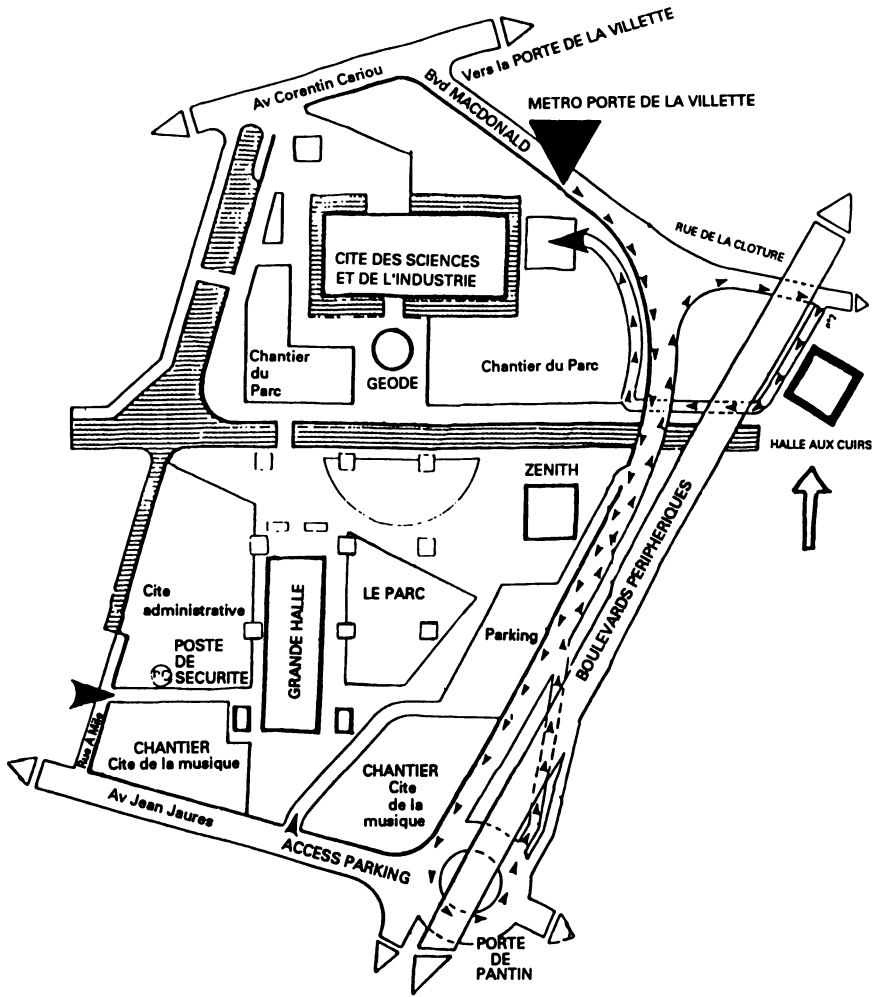 Vers la PORTE DE LA VILLETTE
Av Corentin Cariou
Bvd MACDONALD
METRO PORTE DE LA VILLETTE
RUE DE LA CLOTURE
CITE DES SCIENCES
ET DE L'INDUSTRIE
Chantier
du
Parc
GEODE
Chantier du Parc
HALLE AUX CUIRS
ZENITH
BOULEVARDS PERIPHERIQUES
Cite
administrative
GRANDE HALLE
LE PARC
Parking
POSTE
DE
SECURITE
PC
Rue A Mille
CHANTIER
Cite de la musique
CHANTIER
Cite
de la
musique
Av Jean Jaures
ACCESS PARKING
PORTE
DE
PANTIN